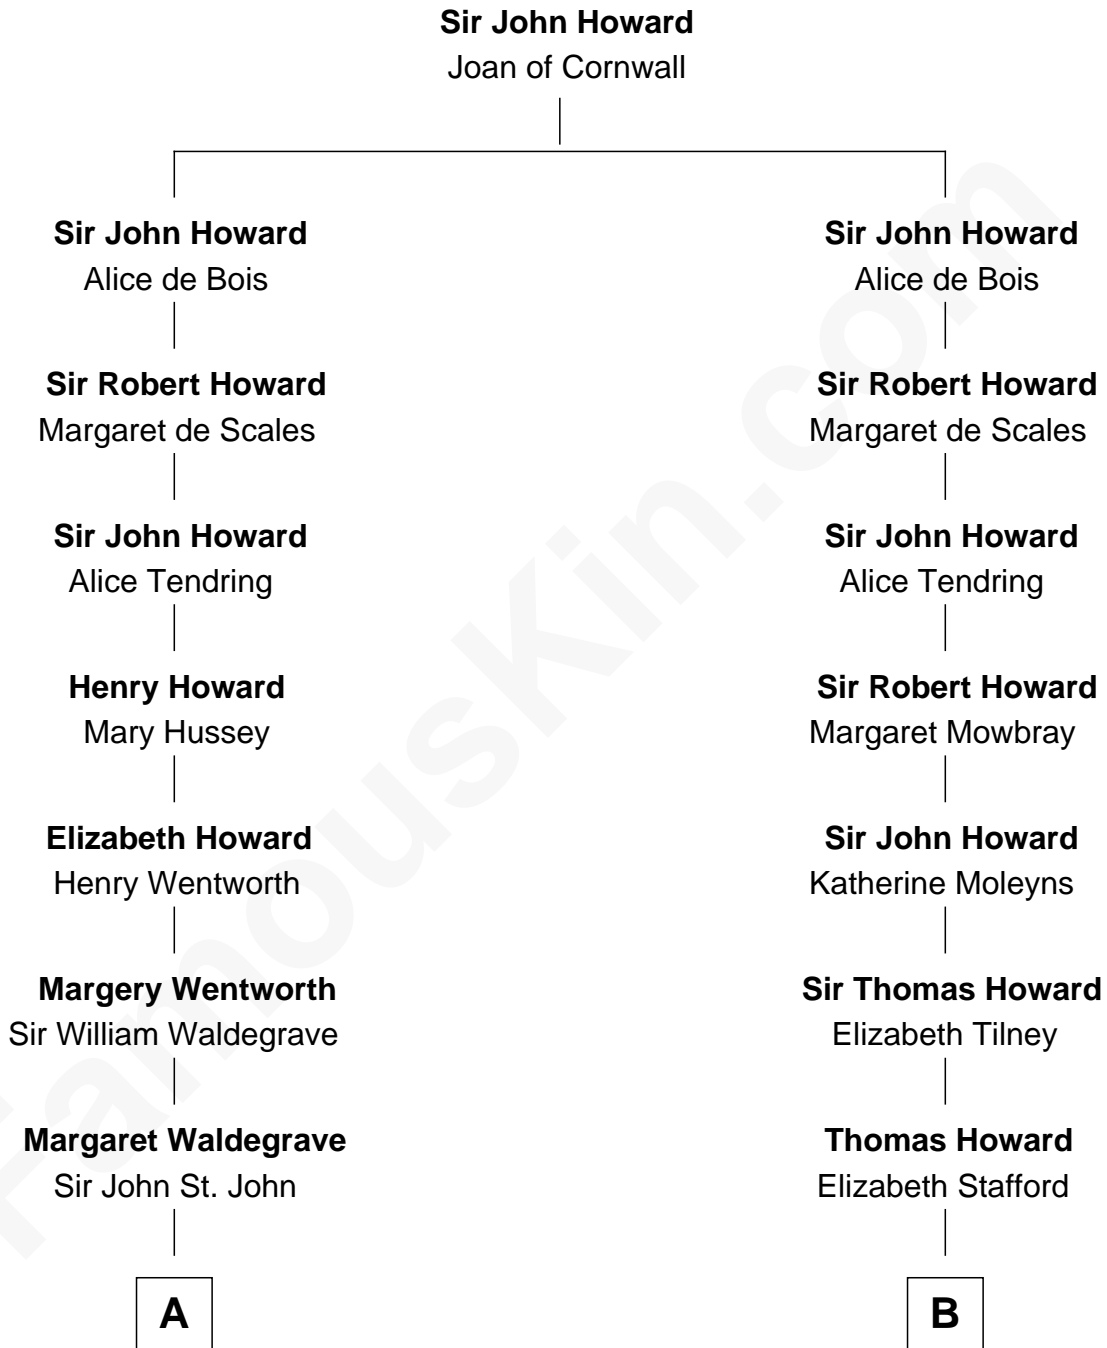 Sir John Howard
Joan of Cornwall
Sir John Howard
Alice de Bois
Sir Robert Howard
Margaret de Scales
Sir John Howard
Alice Tendring
Henry Howard
Mary Hussey
Elizabeth Howard
Henry Wentworth
Margery Wentworth
Sir William Waldegrave
Margaret Waldegrave
Sir John St. John
A
Sir John Howard
Alice de Bois
Sir Robert Howard
Margaret de Scales
Sir John Howard
Alice Tendring
Sir Robert Howard
Margaret Mowbray
Sir John Howard
Katherine Moleyns
Sir Thomas Howard
Elizabeth Tilney
Thomas Howard
Elizabeth Stafford
B
FamousKin.com